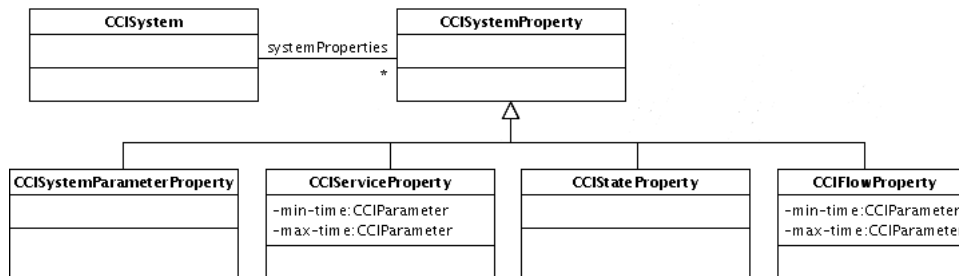 CCISystem
CCISystemProperty
systemProperties
*
CCISystemParameterProperty
CCIServiceProperty
-min-time:CCIParameter
-max-time:CCIParameter
CCIStateProperty
CCIFlowProperty
-min-time:CCIParameter
-max-time:CCIParameter